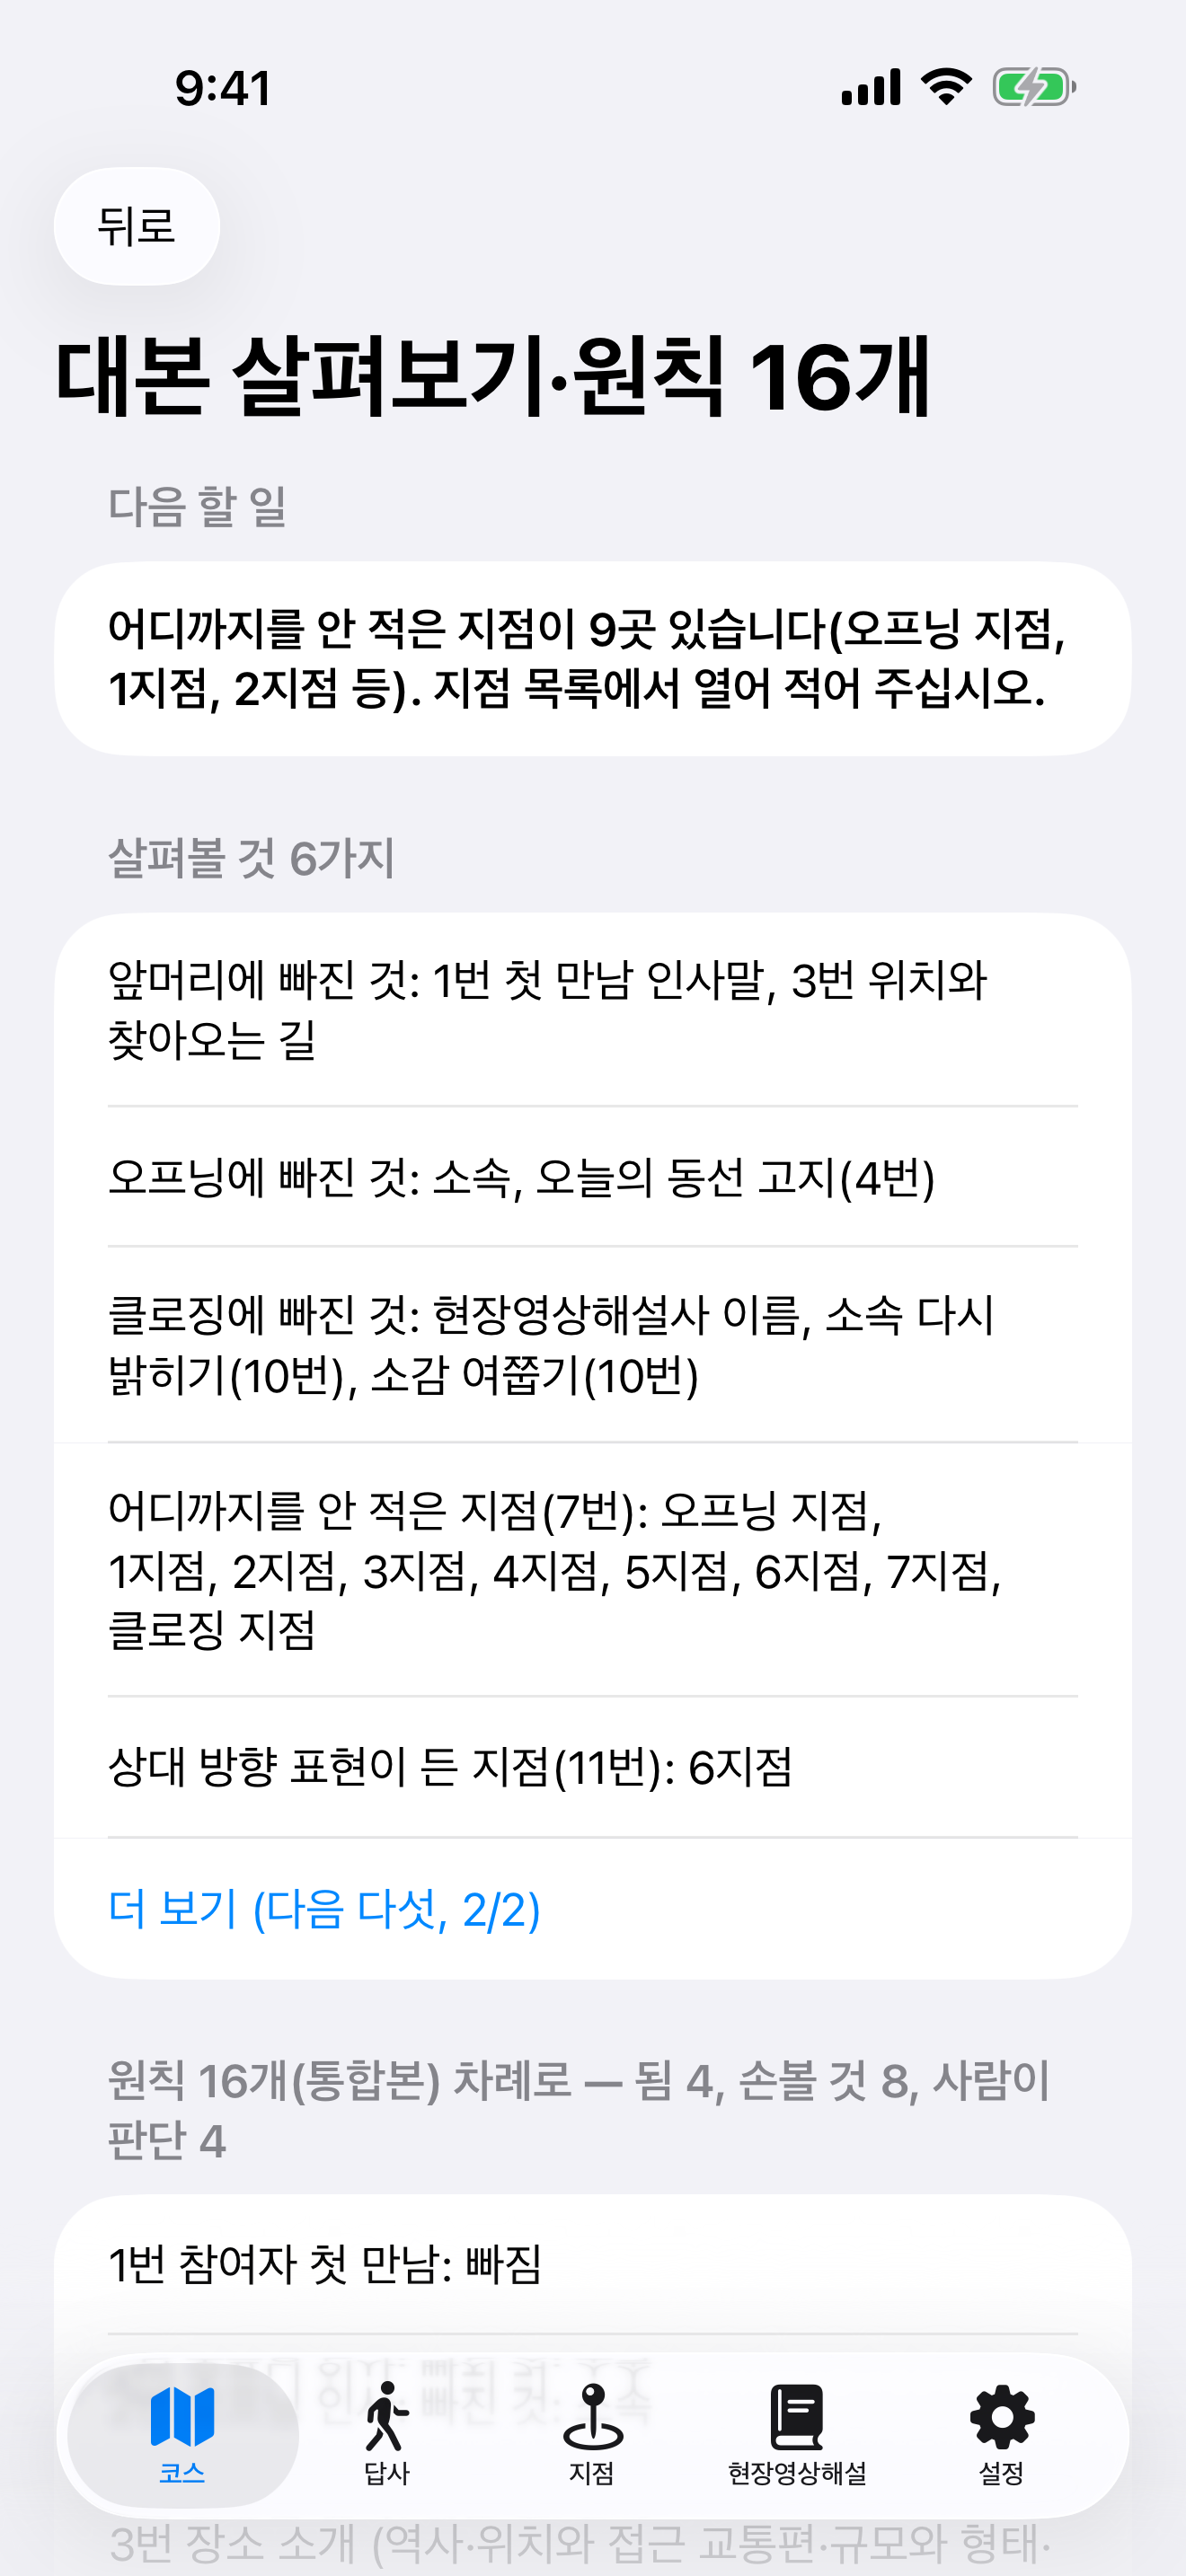 9:41
뒤로
대본 살펴보기·원칙 16개
다음 할 일
어디까지를 안 적은 지점이 9곳 있습니다(오프닝 지점,
1지점, 2지점 등). 지점 목록에서 열어 적어 주십시오.
살펴볼 것 6가지
앞머리에 빠진 것: 1번 첫 만남 인사말, 3번 위치와
찾아오는 길
오프닝에 빠진 것: 소속, 오늘의 동선 고지(4번)
클로징에 빠진 것: 현장영상해설사 이름, 소속 다시
밝히기(10번), 소감 여쭙기(10번)
어디까지를 안 적은 지점(7번): 오프닝 지점,
1지점, 2지점, 3지점, 4지점, 5지점, 6지점, 7지점,
클로징 지점
상대 방향 표현이 든 지점(11번): 6지점
더 보기 (다음 다섯, 2/2)
원칙 16개(통합본) 차례로 — 됨 4, 손볼 것 8, 사람이
판단 4
1번 참여자 첫 만남: 빠짐
인사: 빠진 것: 소속
코스
답사
지점
현장영상해설
설정
3번 장소 소개 (역사·위치와 접근 교통편·규모와 형태·